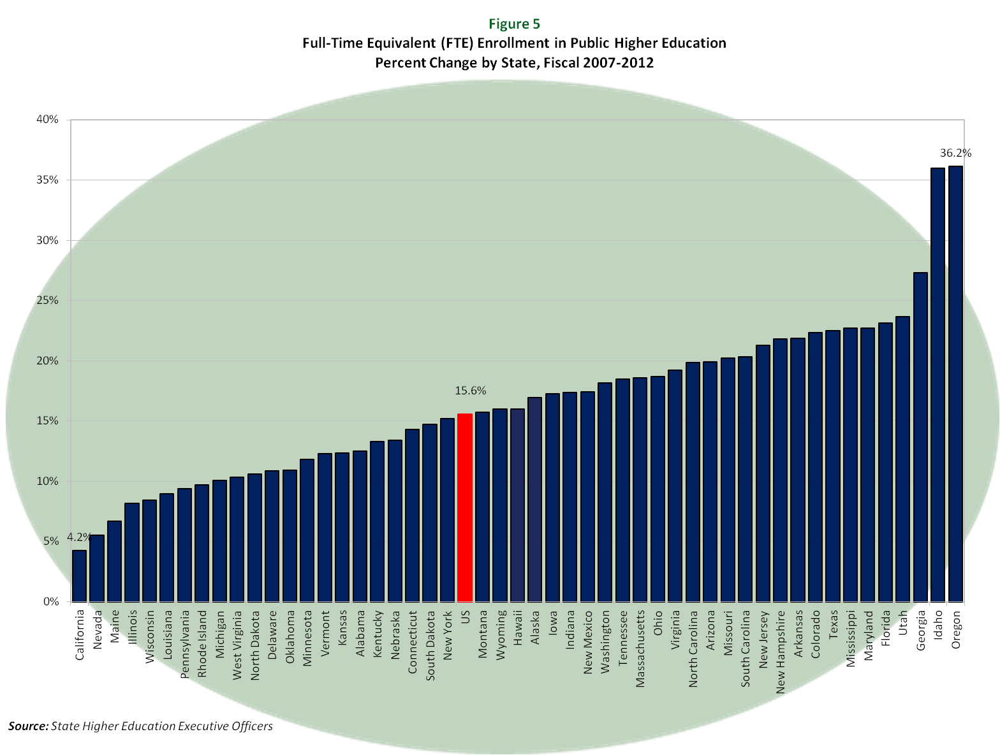 Figure 5
Full-Time Equivalent (FTE) Enrollment in Public Higher Education
Percent Change by State, Fiscal 2007-2012
40%
35%
30%
25%
20%
15%
10%
5%
0%
4.2%
15.6%
36.2%
California
Nevada
Maine
Illinois
Wisconsin
Louisiana
Pennsylvania
Rhode Island
Michigan
West Virginia
North Dakota
Delaware
Oklahoma
Minnesota
Vermont
Kansas
Alabama
Kentucky
Nebraska
Connecticut
South Dakota
New York
US
Montana
Wyoming
Hawaii
Alaska
Iowa
Indiana
New Mexico
Washington
Tennessee
Massachusetts
Ohio
Virginia
North Carolina
Arizona
Missouri
South Carolina
New Jersey
New Hampshire
Arkansas
Colorado
Texas
Mississippi
Maryland
Florida
Utah
Georgia
Idaho
Oregon
Source: State Higher Education Executive Officers